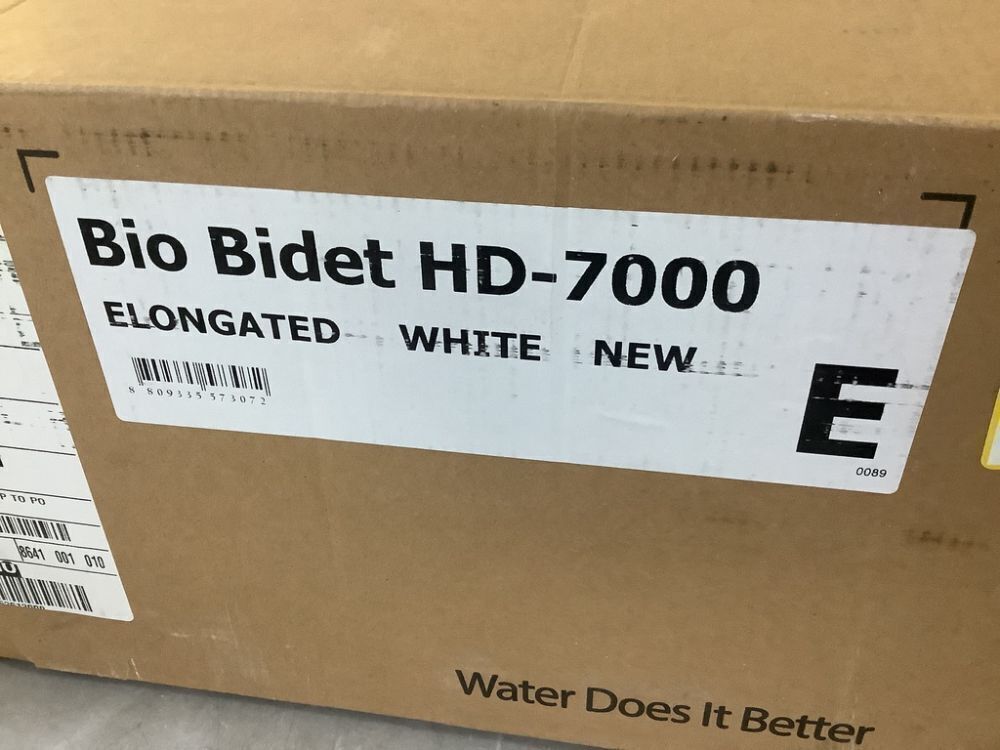 Bio Bidet HD-7000
ELONGATED WHITE NEW
8 809335 573072
E
0089
P TO PO
8641 001 010
Water Does It Better